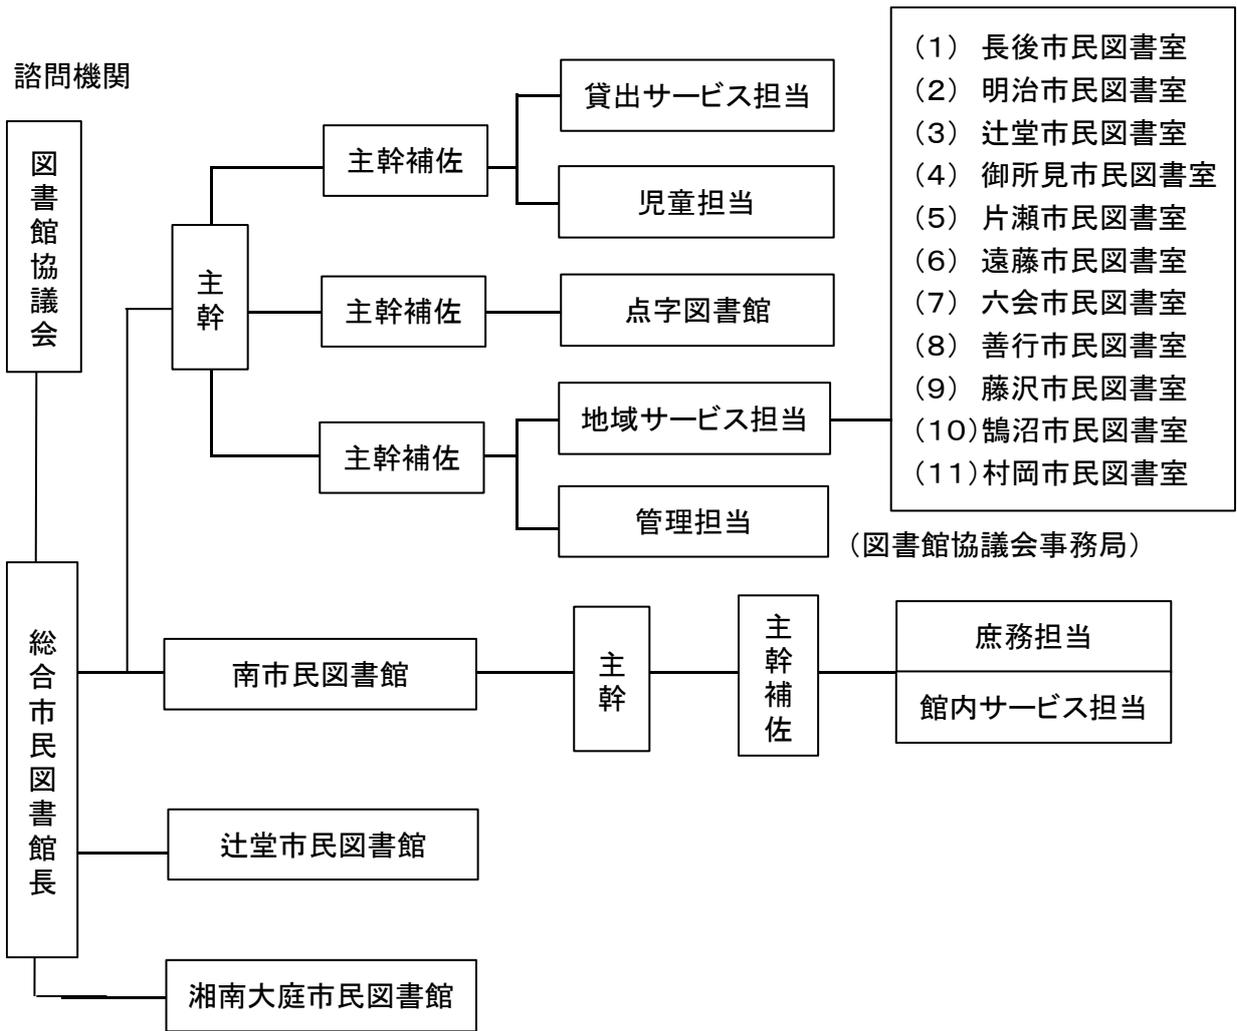 諮問機関
図書館協議会
総合市民図書館長
主幹
主幹補佐
貸出サービス担当
児童担当
主幹補佐
点字図書館
主幹補佐
地域サービス担当
管理担当
(図書館協議会事務局)
(1) 長後市民図書室
(2) 明治市民図書室
(3) 辻堂市民図書室
(4) 御所見市民図書室
(5) 片瀬市民図書室
(6) 遠藤市民図書室
(7) 六会市民図書室
(8) 善行市民図書室
(9) 藤沢市民図書室
(10)鵠沼市民図書室
(11)村岡市民図書室
南市民図書館
主幹
主幹補佐
庶務担当
館内サービス担当
辻堂市民図書館
湘南大庭市民図書館